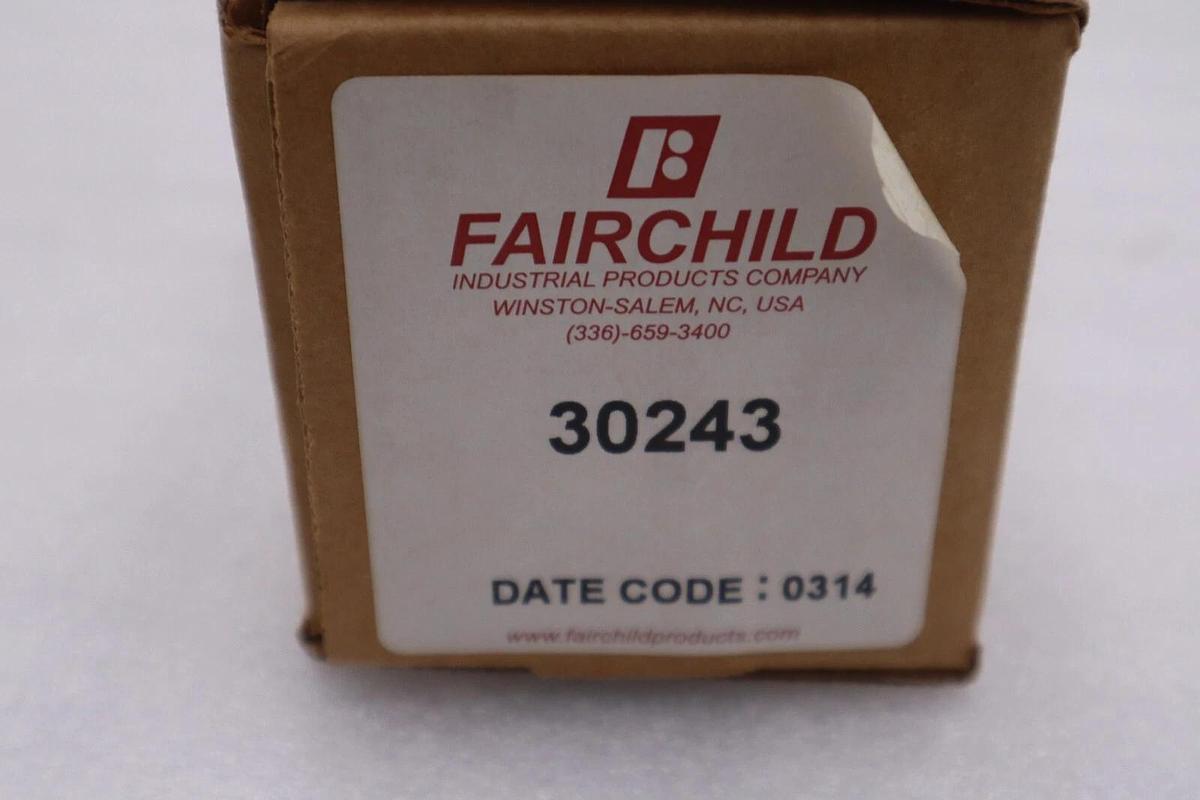 FAIRCHILD
INDUSTRIAL PRODUCTS COMPANY
WINSTON-SALEM, NC, USA
(336)-659-3400
30243
DATE CODE : 0314
www.fairchildproducts.com